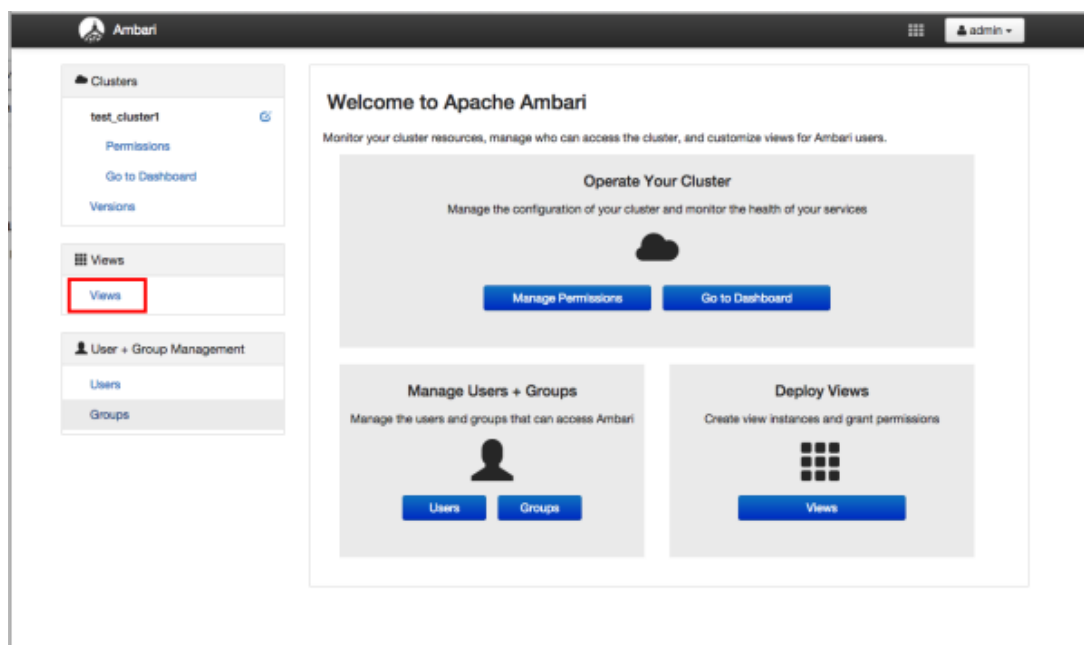 Ambari
admin
Clusters
test_cluster1
Permissions
Go to Dashboard
Versions
Views
Views
User + Group Management
Users
Groups
Welcome to Apache Ambari
Monitor your cluster resources, manage who can access the cluster, and customize views for Ambari users.
Operate Your Cluster
Manage the configuration of your cluster and monitor the health of your services
Manage Permissions Go to Dashboard
Manage Users + Groups
Manage the users and groups that can access Ambari
Users Groups
Deploy Views
Create view instances and grant permissions
Views